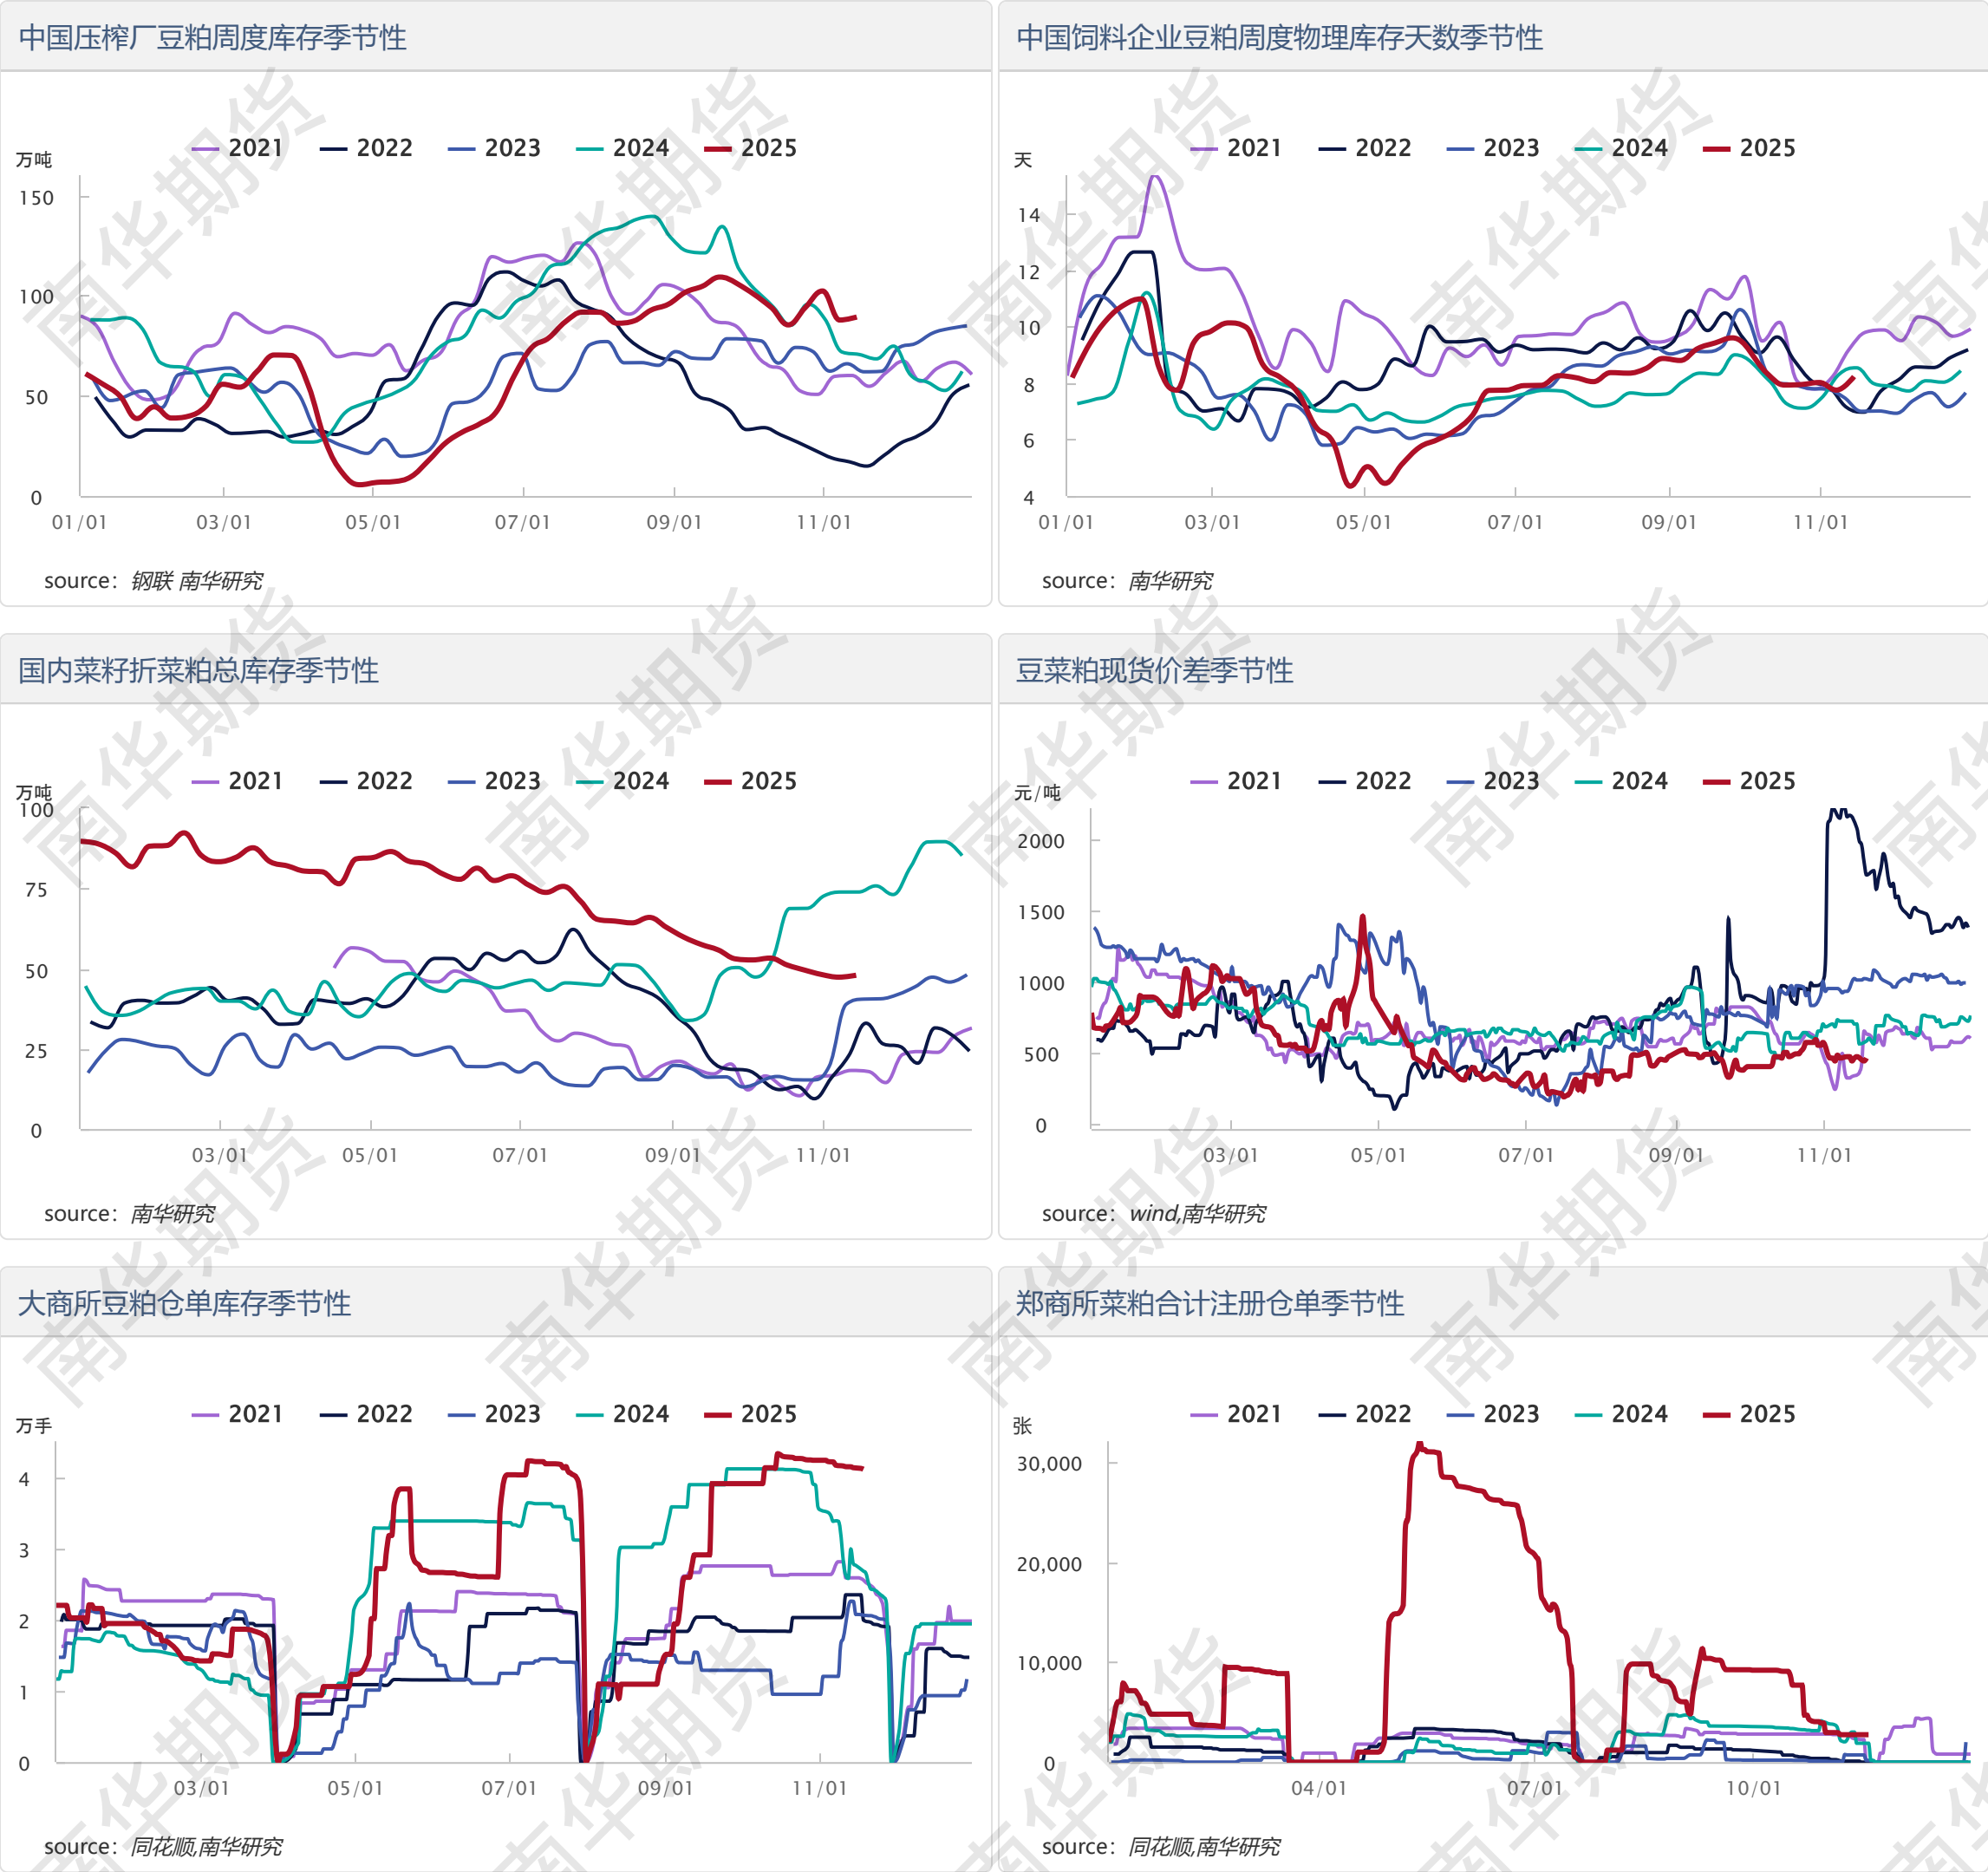 中国压榨厂豆粕周度库存季节性
万吨
2021 2022 2023 2024 2025
150
100
50
0
01/01 03/01 05/01 07/01 09/01 11/01
source：钢联 南华研究
中国饲料企业豆粕周度物理库存天数季节性
天
2021 2022 2023 2024 2025
14
12
10
8
6
4
01/01 03/01 05/01 07/01 09/01 11/01
source：南华研究
国内菜籽折菜粕总库存季节性
万吨
2021 2022 2023 2024 2025
100
75
50
25
0
03/01 05/01 07/01 09/01 11/01
source：南华研究
豆菜粕现货价差季节性
元/吨
2021 2022 2023 2024 2025
2000
1500
1000
500
0
03/01 05/01 07/01 09/01 11/01
source：wind,南华研究
大商所豆粕仓单库存季节性
万手
2021 2022 2023 2024 2025
4
3
2
1
0
03/01 05/01 07/01 09/01 11/01
source：同花顺,南华研究
郑商所菜粕合计注册仓单季节性
张
2021 2022 2023 2024 2025
30,000
20,000
10,000
0
04/01 07/01 10/01
source：同花顺,南华研究
南华期货